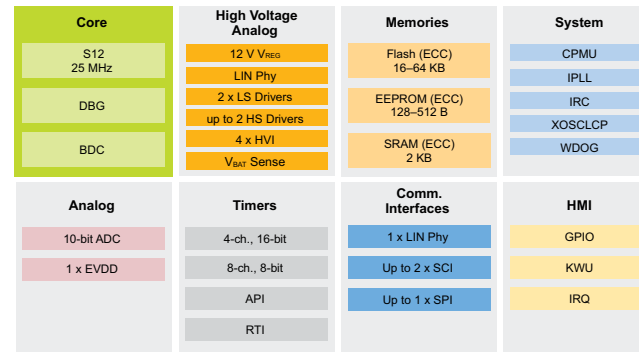 Core
S12
25 MHz
DBG
BDC
High Voltage
Analog
12 V VREG
LIN Phy
2 x LS Drivers
up to 2 HS Drivers
4 x HVI
VBAT Sense
Memories
Flash (ECC)
16–64 KB
EEPROM (ECC)
128–512 B
SRAM (ECC)
2 KB
System
CPMU
IPLL
IRC
XOSCLCP
WDOG
Analog
10-bit ADC
1 x EVDD
Timers
4-ch., 16-bit
8-ch., 8-bit
API
RTI
Comm.
Interfaces
1 x LIN Phy
Up to 2 x SCI
Up to 1 x SPI
HMI
GPIO
KWU
IRQ